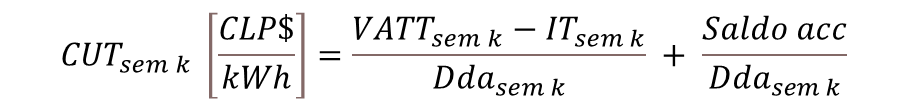 CUT_sem k [CLP$/kWh] = (VATT_sem k − IT_sem k)/Dda_sem k + Saldo acc/Dda_sem k